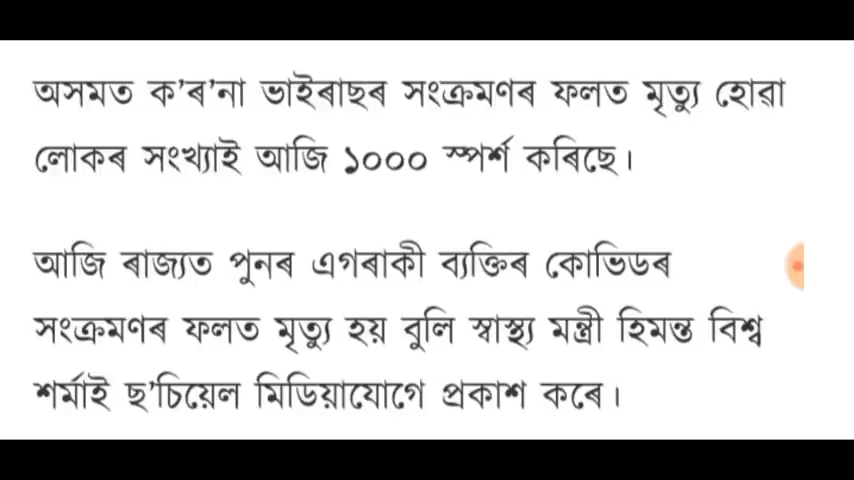 অসমত ক'ৰ'না ভাইৰাছৰ সংক্ৰমণৰ ফলত মৃত্যু হোৱা
লোকৰ সংখ্যাই আজি ১০০০ স্পৰ্শ কৰিছে।
আজি ৰাজ্যত পুনৰ এগৰাকী ব্যক্তিৰ কোভিডৰ
সংক্ৰমণৰ ফলত মৃত্যু হয় বুলি স্বাস্থ্য মন্ত্ৰী হিমন্ত বিশ্ব
শৰ্মাই ছ'চিয়েল মিডিয়াযোগে প্ৰকাশ কৰে।